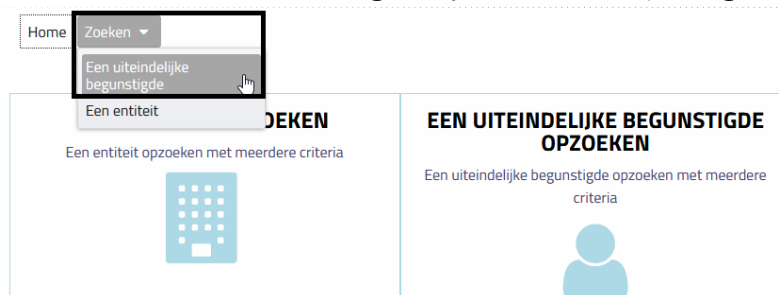 Home Zoeken
Een uiteindelijke
begunstigde
Een entiteit
OEKEN
Een entiteit opzoeken met meerdere criteria
EEN UITEINDELIJKE BEGUNSTIGDE
OPZOEKEN
Een uiteindelijke begunstigde opzoeken met meerdere
criteria